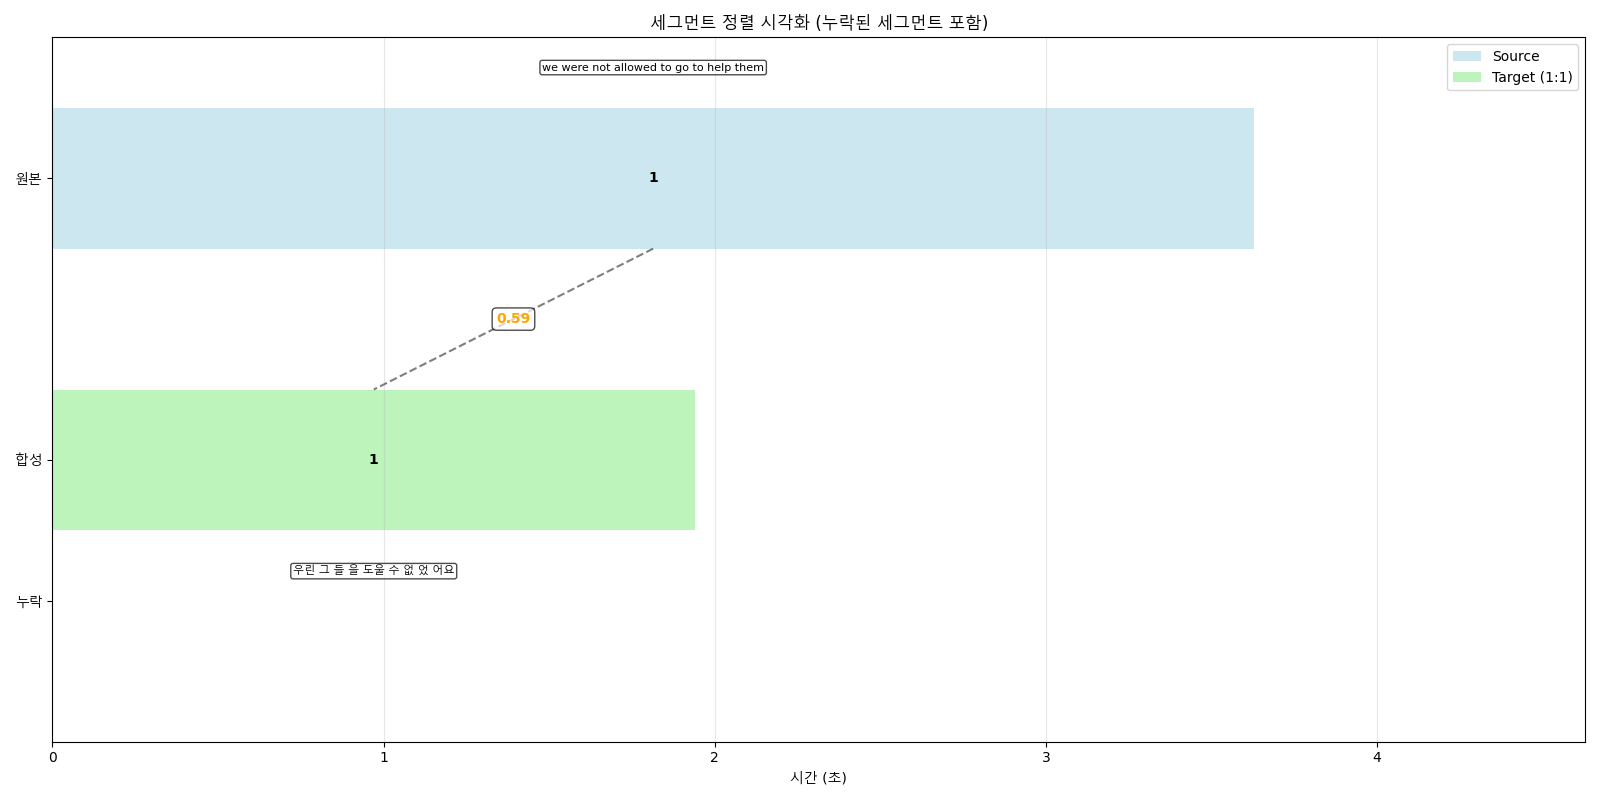 세그먼트 정렬 시각화 (누락된 세그먼트 포함)
we were not allowed to go to help them
Source
Target (1:1)
원본
1
0.59
합성
1
우린 그 들 을 도울 수 없 었 어요
누락
0 1 2 3 4
시간 (초)